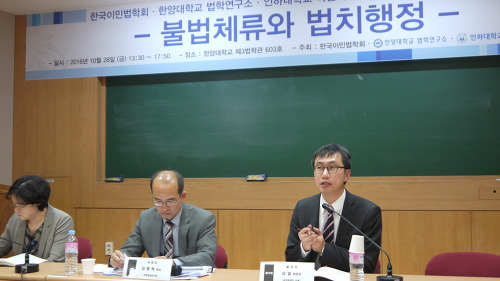 한국이민법학회 · 한양대학교 법학연구소 · 인하대학교
- 불법체류와 법치행정 -
- 일시 : 2016년 10월 28일(금) 13:30 ~ 17:50 - 장소 : 한양대학교 제3법학관 603호 - 주최 : 한국이민법학회 · 한양대학교 법학연구소 · 인하대학교